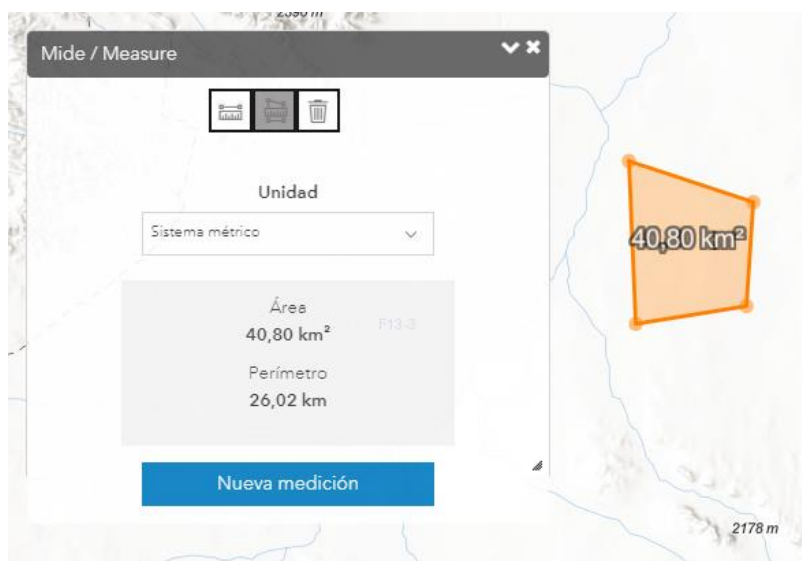 2390 m
Mide / Measure
Unidad
Sistema métrico
40,80 km²
Área
F13-3
40,80 km²
Perímetro
26,02 km
Nueva medición
2178 m